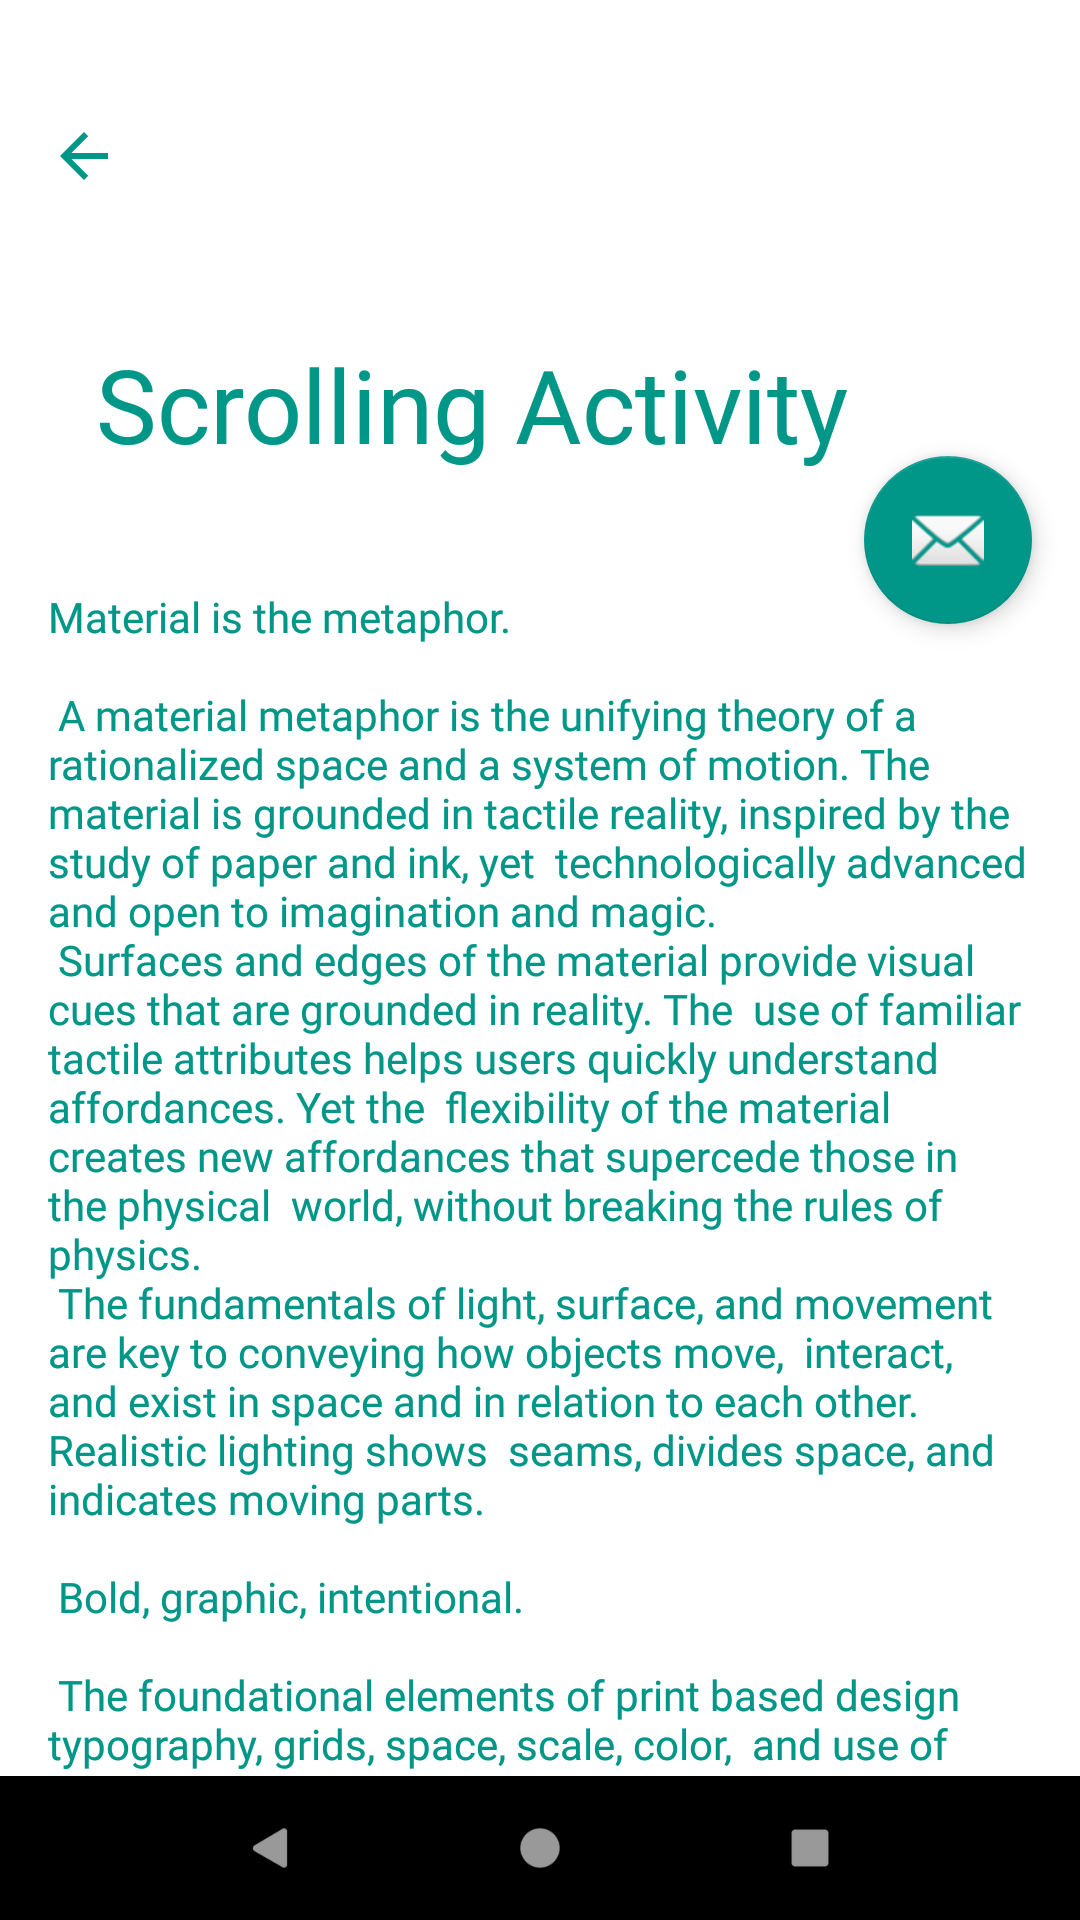 Scrolling Activity
Material is the metaphor.
A material metaphor is the unifying theory of a
rationalized space and a system of motion. The
material is grounded in tactile reality, inspired by the
study of paper and ink, yet  technologically advanced
and open to imagination and magic.
Surfaces and edges of the material provide visual
cues that are grounded in reality. The  use of familiar
tactile attributes helps users quickly understand
affordances. Yet the  flexibility of the material
creates new affordances that supercede those in
the physical  world, without breaking the rules of
physics.
The fundamentals of light, surface, and movement
are key to conveying how objects move,  interact,
and exist in space and in relation to each other.
Realistic lighting shows  seams, divides space, and
indicates moving parts.
Bold, graphic, intentional.
The foundational elements of print based design
typography, grids, space, scale, color,  and use of